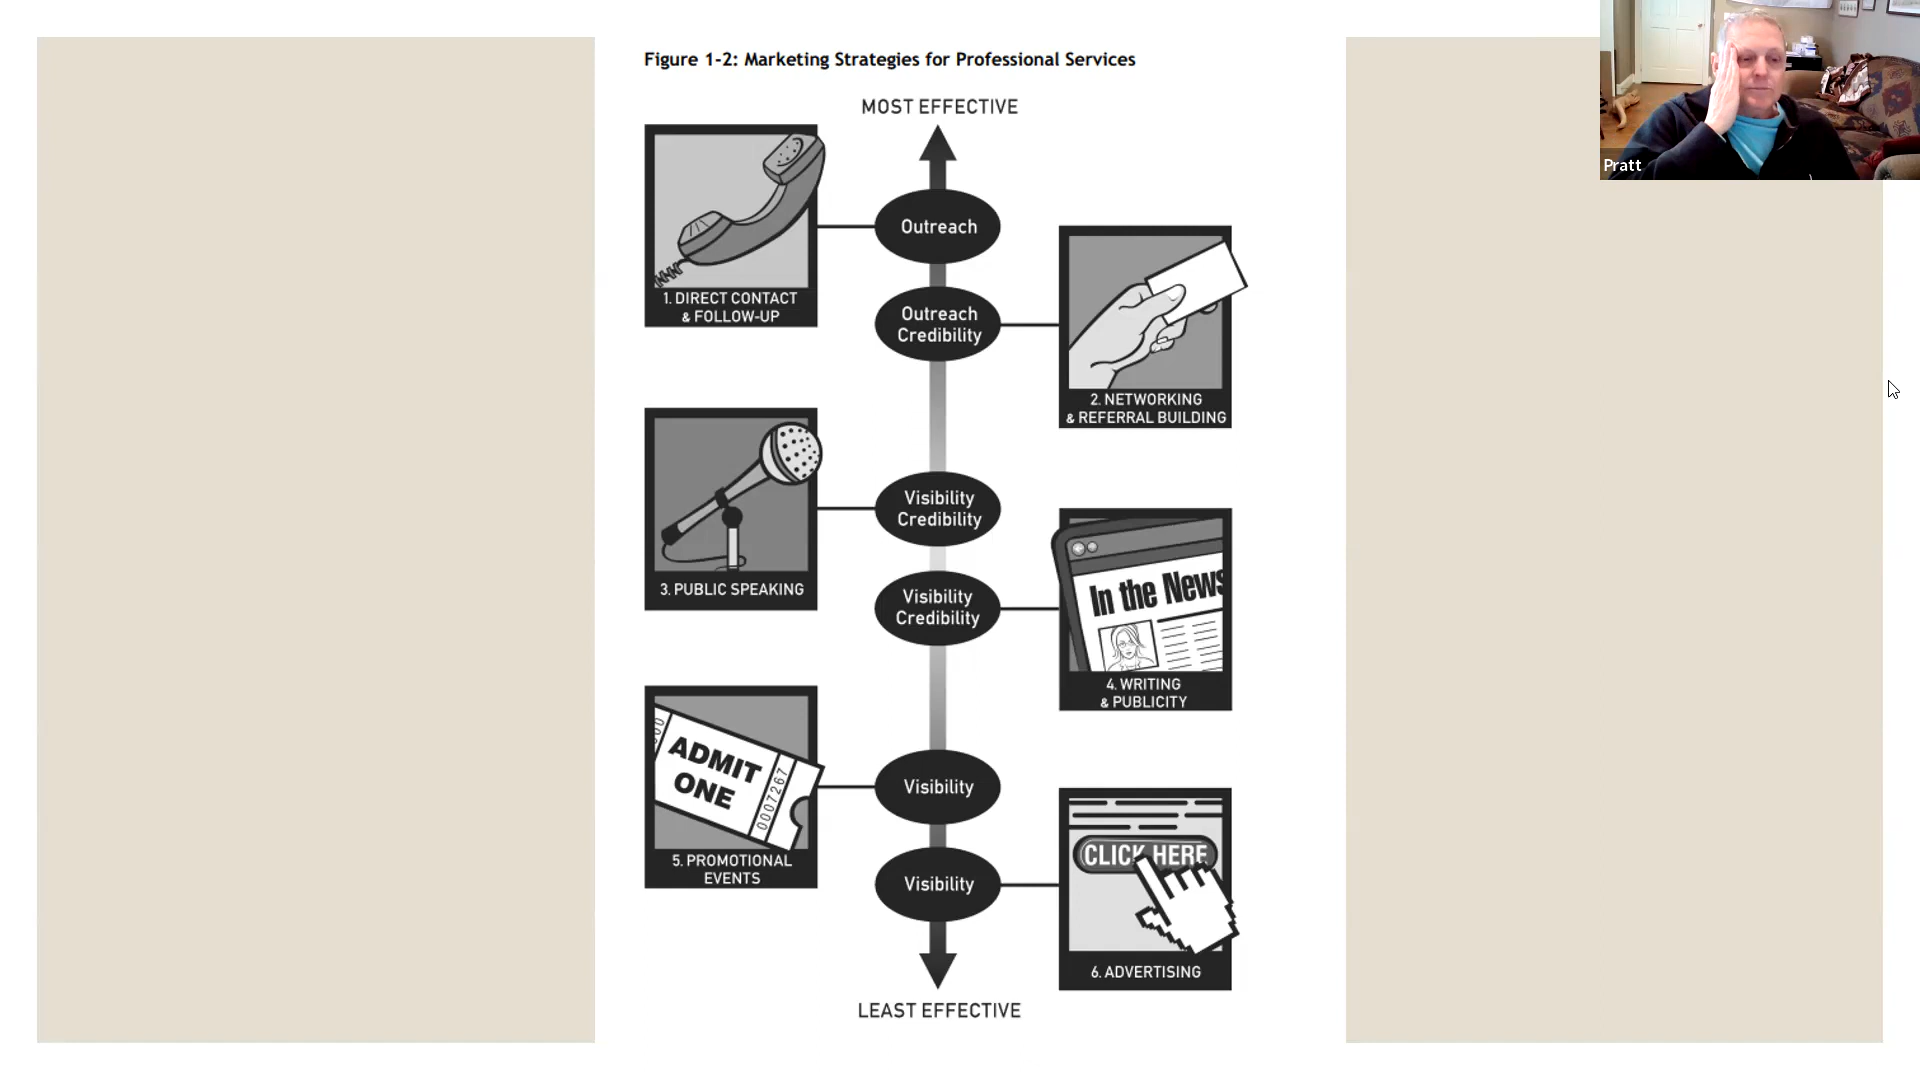 Figure 1-2: Marketing Strategies for Professional Services
Pratt
MOST EFFECTIVE
Outreach
1. DIRECT CONTACT
& FOLLOW-UP
Outreach
Credibility
2. NETWORKING
& REFERRAL BUILDING
Visibility
Credibility
3. PUBLIC SPEAKING
In the News
Visibility
Credibility
4. WRITING
& PUBLICITY
ADMIT
ONE
0007267
Visibility
5. PROMOTIONAL
EVENTS
CLICK HERE
Visibility
6. ADVERTISING
LEAST EFFECTIVE